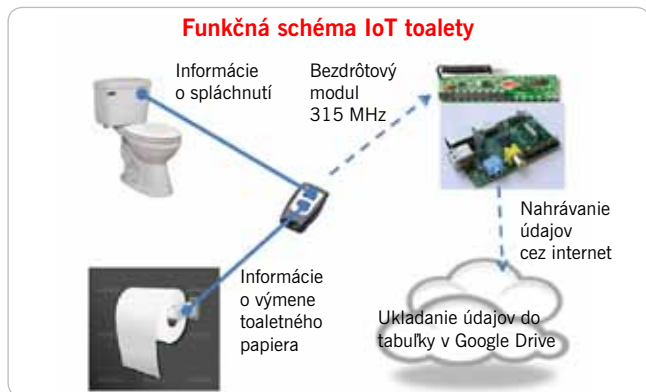 Funkčná schéma IoT toalety
Informácie
o spláchnutí
Bezdrôtový
modul
315 MHz
Nahrávanie
údajov
cez internet
Informácie
o výmene
toaletného
papiera
Ukladanie údajov do
tabuľky v Google Drive